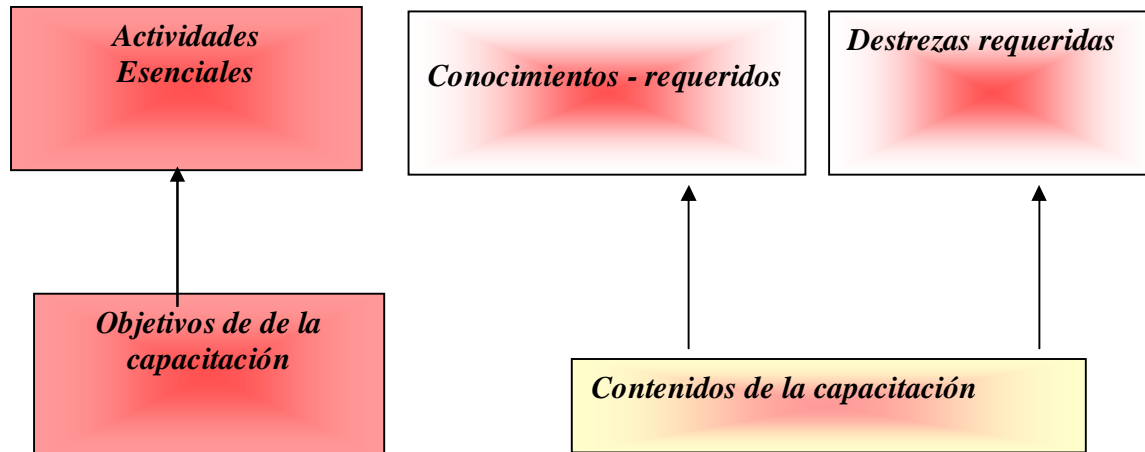 Actividades
Esenciales
Conocimientos - requeridos
Destrezas requeridas
Objetivos de de la
capacitación
Contenidos de la capacitación